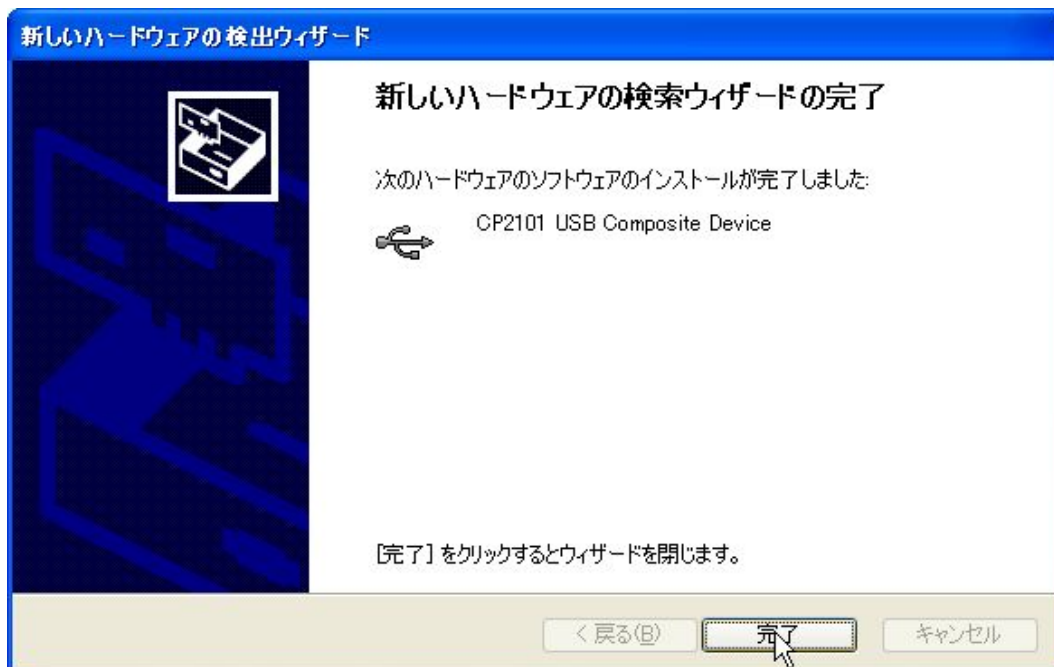 新しいハードウェアの検出ウィザード
新しいハードウェアの検索ウィザードの完了
次のハードウェアのソフトウェアのインストールが完了しました:
CP2101 USB Composite Device
[完了] をクリックするとウィザードを閉じます。
< 戻る(B)
完了
キャンセル